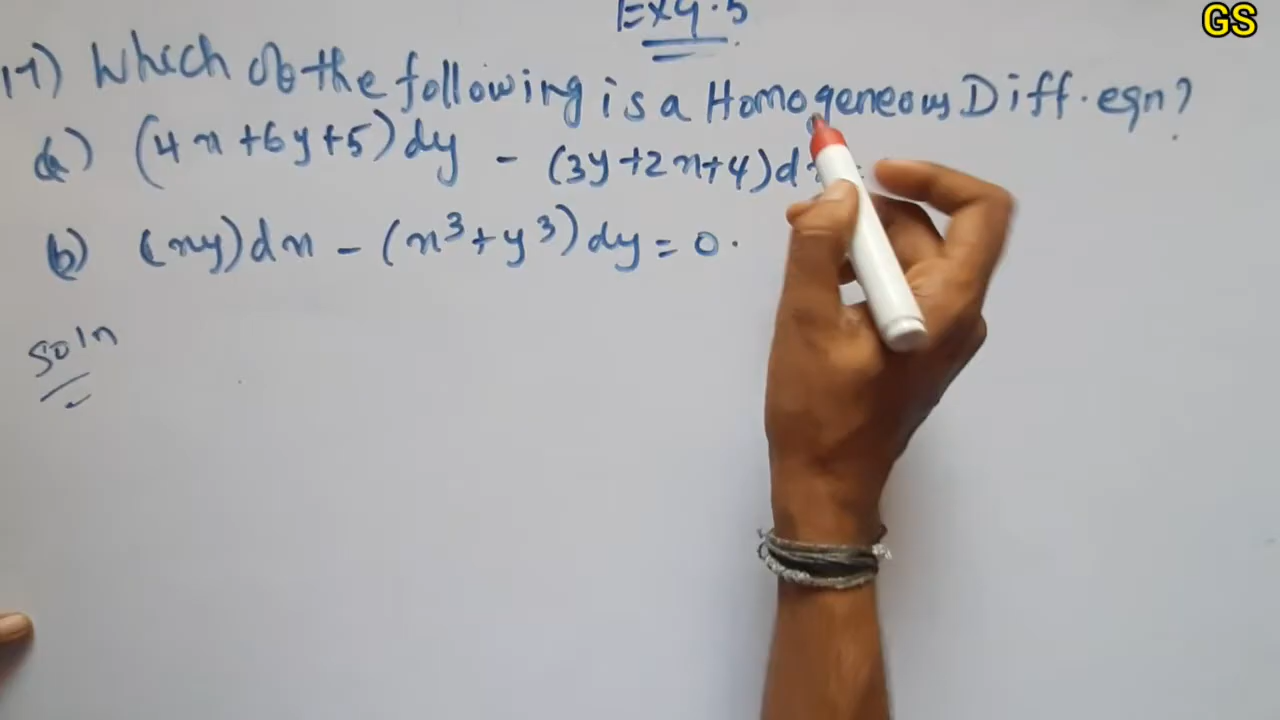 Ex 9.5
GS
17) Which of the following is a Homogeneous Diff. eqn?
a) (4x+6y+5)dy - (3y+2x+4)d
b) (xy)dx - (x³+y³)dy = 0.
Soln